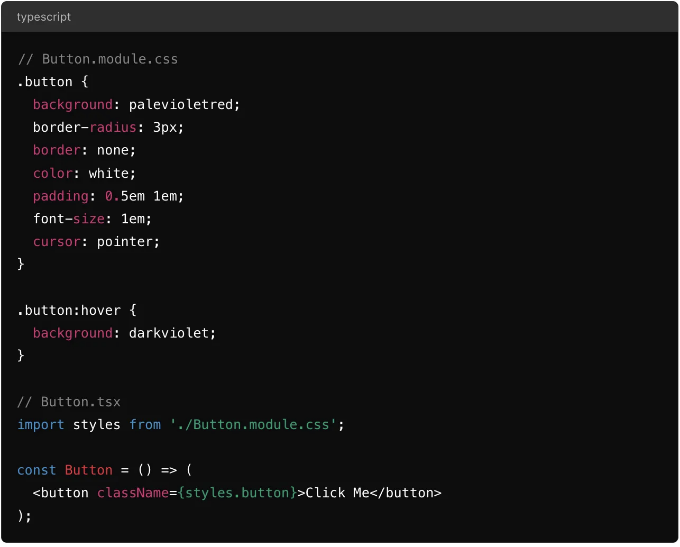 typescript
// Button.module.css
.button {
  background: palevioletred;
  border-radius: 3px;
  border: none;
  color: white;
  padding: 0.5em 1em;
  font-size: 1em;
  cursor: pointer;
}
.button:hover {
  background: darkviolet;
}
// Button.tsx
import styles from './Button.module.css';
const Button = () => (
  <button className={styles.button}>Click Me</button>
);